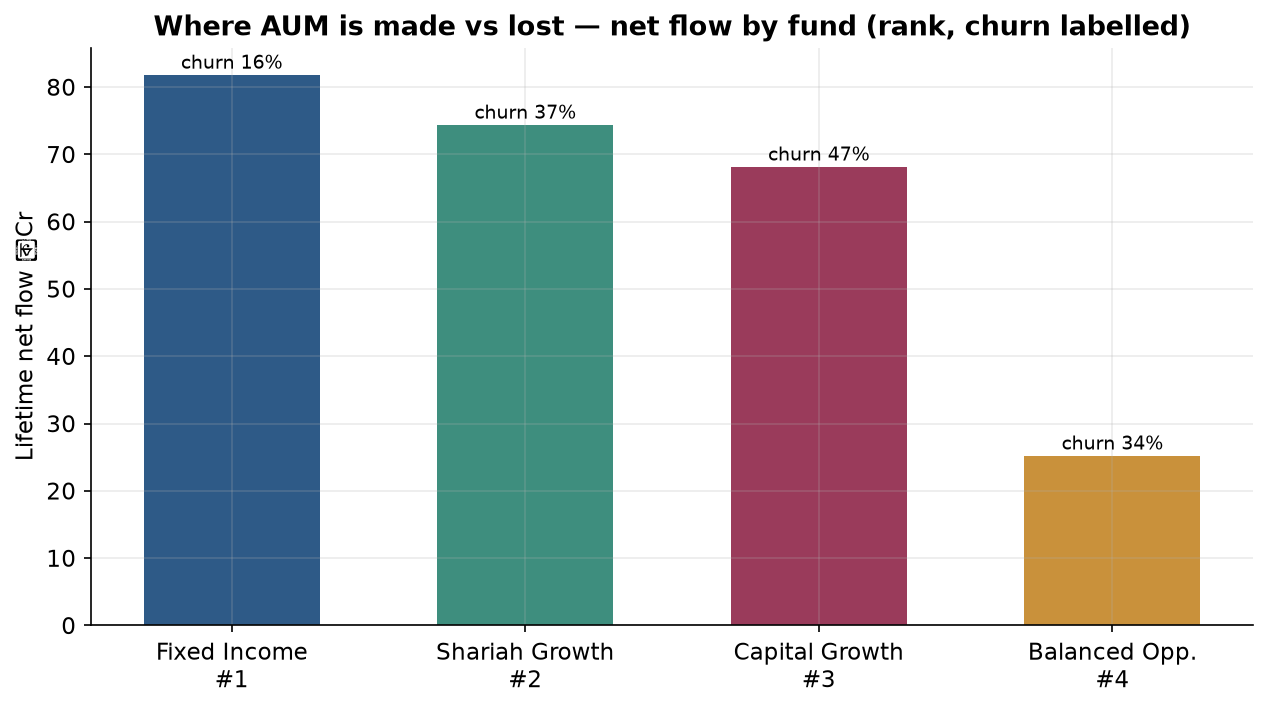 Where AUM is made vs lost — net flow by fund (rank, churn labelled)
churn 16%
churn 37%
churn 47%
churn 34%
Lifetime net flow Cr
80
70
60
50
40
30
20
10
0
Fixed Income
#1
Shariah Growth
#2
Capital Growth
#3
Balanced Opp.
#4